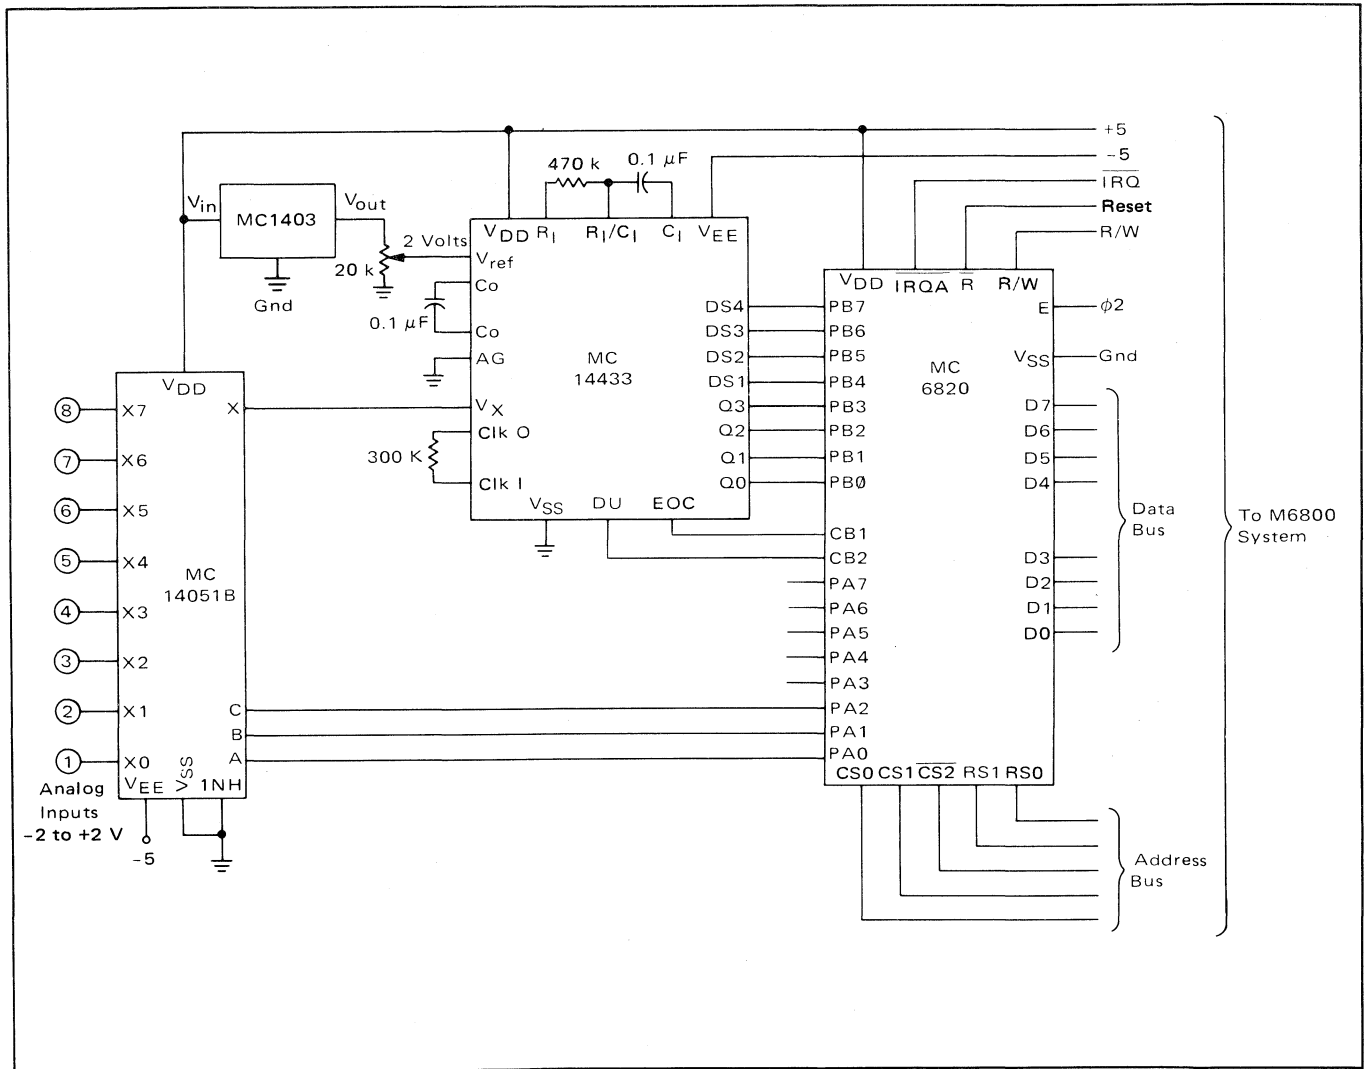 +5
-5
IRQ
Reset
R/W
470 k
0.1 µF
Vin
MC1403
Vout
20 k
2 Volts
Gnd
VDD
RI
RI/CI
CI
VEE
Vref
Co
0.1 µF
Co
AG
VX
Clk O
300 K
Clk I
MC
14433
DS4
DS3
DS2
DS1
Q3
Q2
Q1
Q0
VSS
DU
EOC
VDD
IRQA
R
R/W
PB7
PB6
PB5
PB4
PB3
PB2
PB1
PBØ
CB1
CB2
PA7
PA6
PA5
PA4
PA3
PA2
PA1
PA0
MC
6820
E
ϕ2
VSS
Gnd
D7
D6
D5
D4
D3
D2
D1
D0
Data
Bus
To M6800
System
CS0 CS1 CS2 RS1 RS0
Address
Bus
VDD
8
X7
X
7
X6
6
X5
5
X4
4
X3
3
X2
2
X1
1
X0
MC
14051B
C
B
A
VEE
VSS
1NH
Analog
Inputs
-2 to +2 V
-5